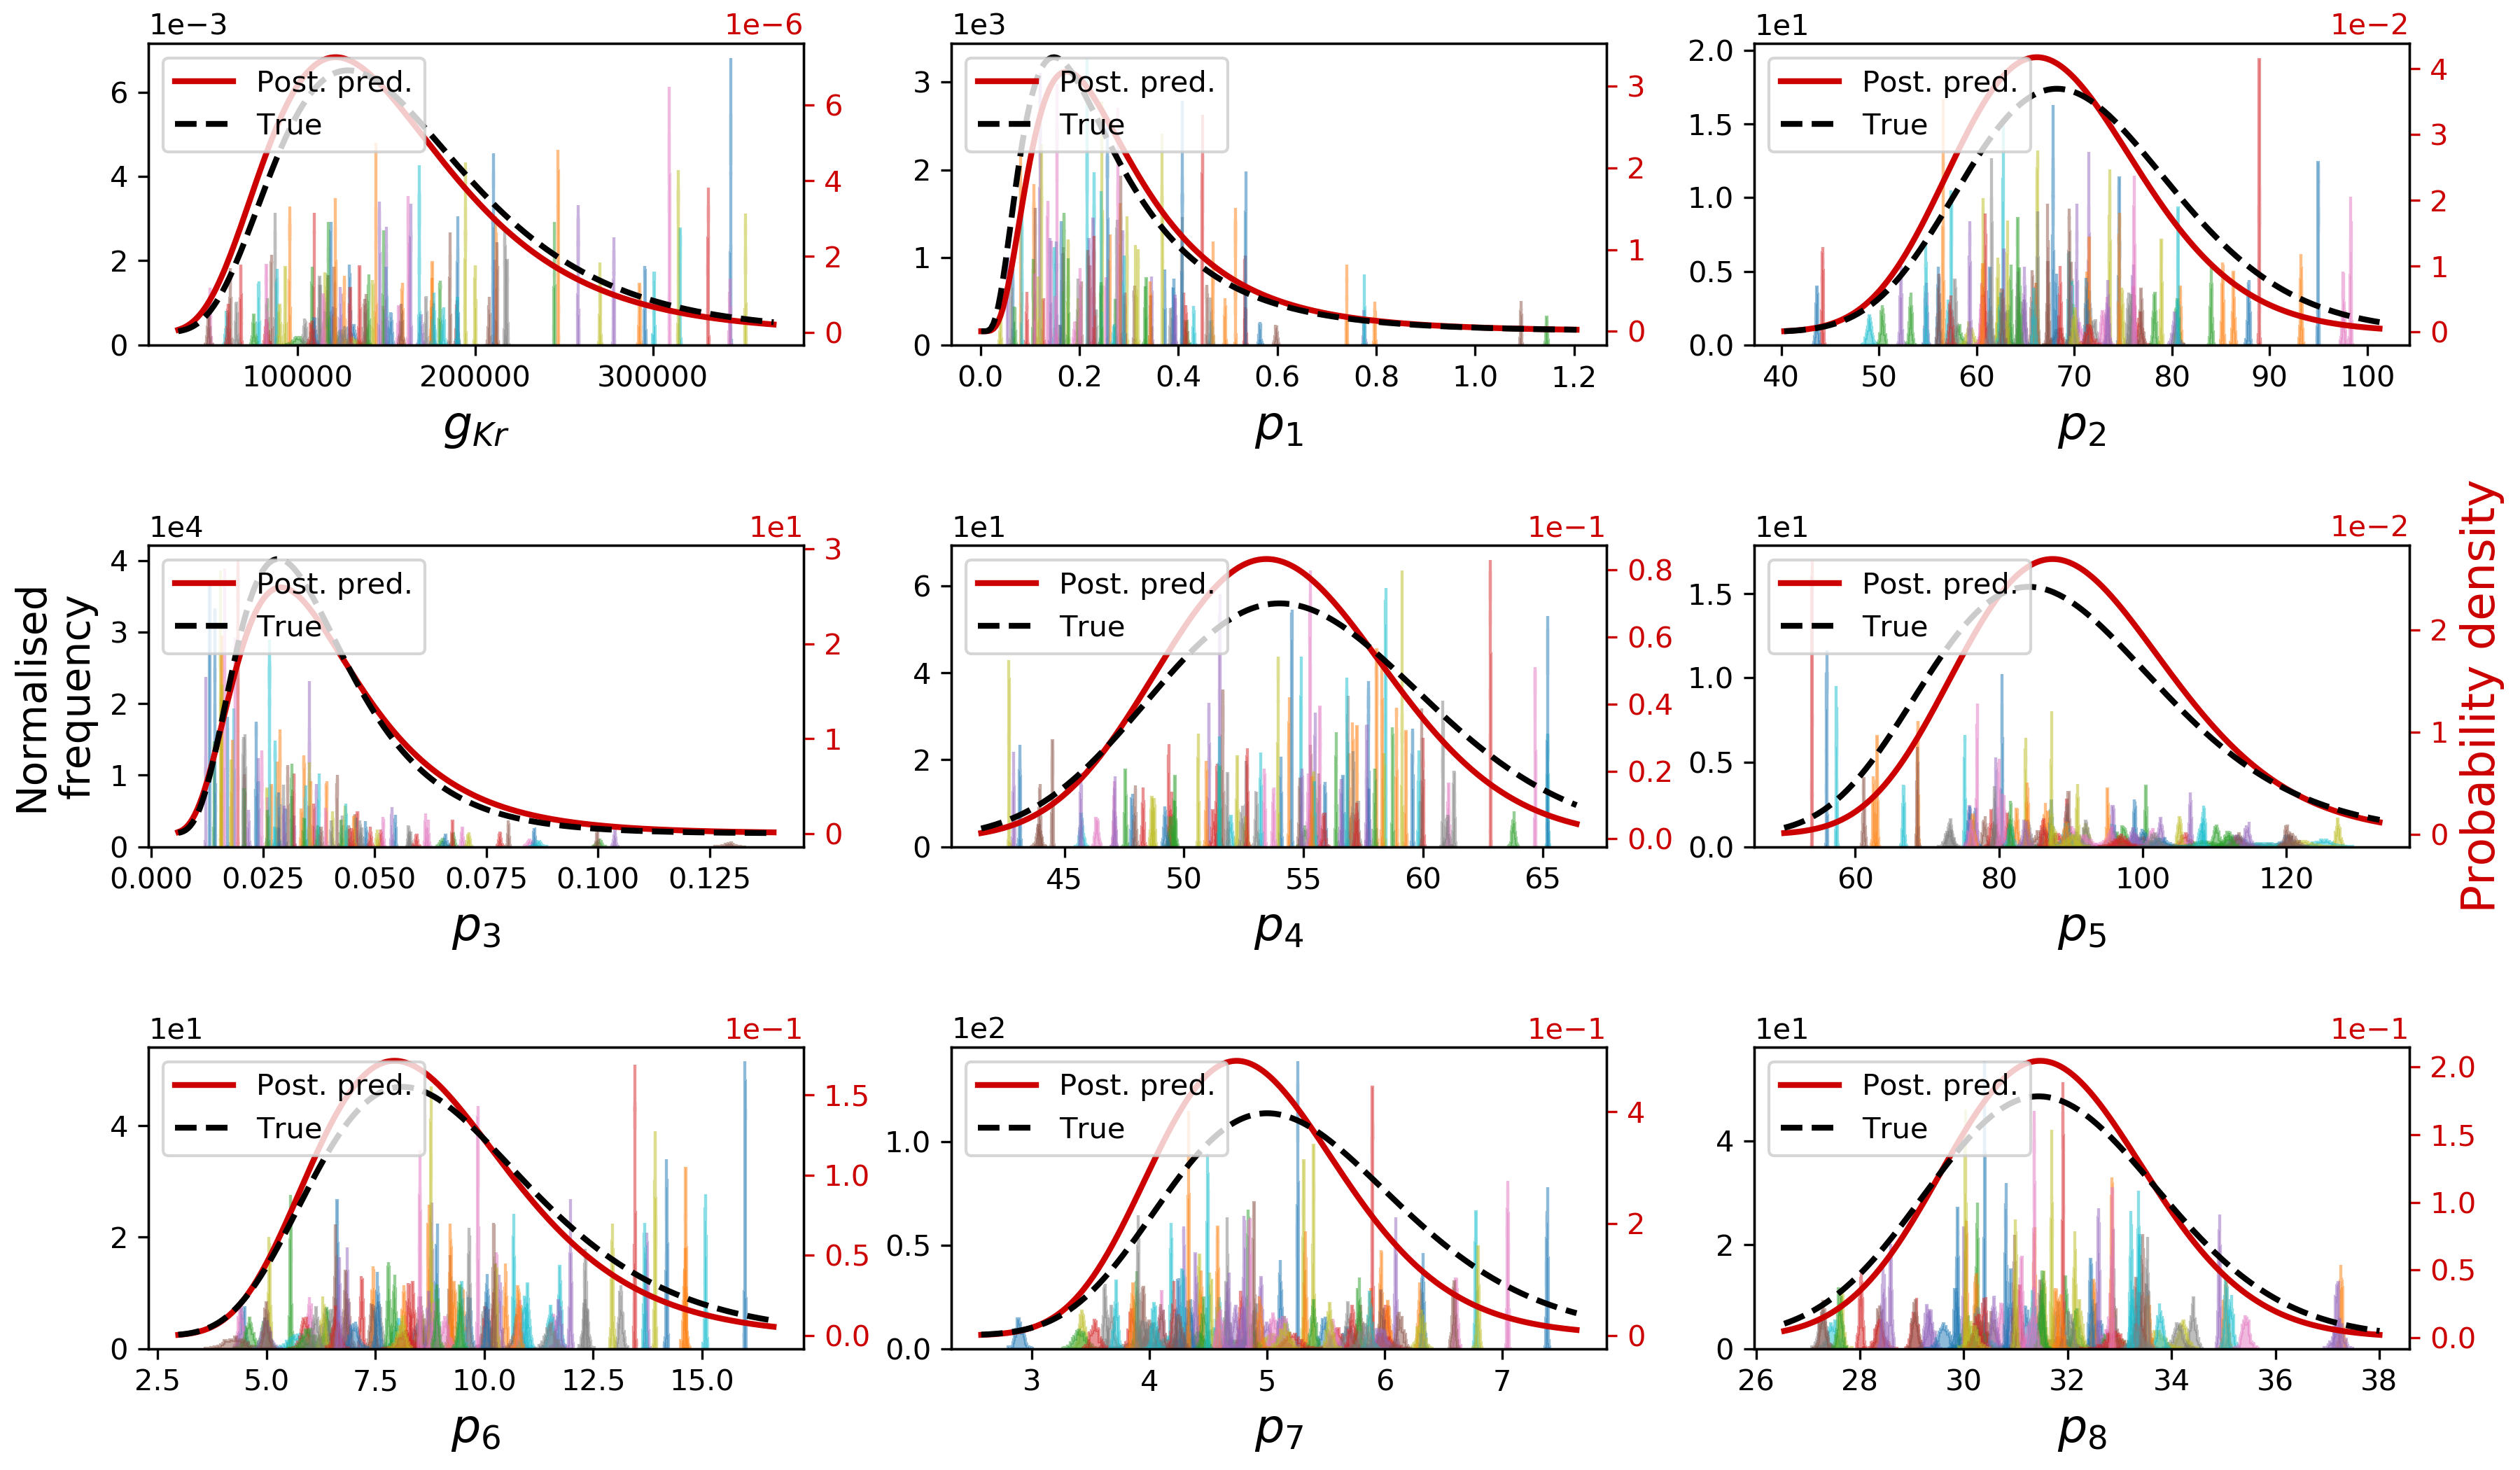 1e−3 1e−6
Post. pred.
True
0 2 4 6
0 2 4 6
100000 200000 300000
g_Kr
1e3
Post. pred.
True
0 1 2 3
0 1 2 3
0.0 0.2 0.4 0.6 0.8 1.0 1.2
p_1
1e1 1e−2
Post. pred.
True
0.0 0.5 1.0 1.5 2.0
0 1 2 3 4
40 50 60 70 80 90 100
p_2
Normalised
frequency
1e4 1e1
Post. pred.
True
0 1 2 3 4
0 1 2 3
0.000 0.025 0.050 0.075 0.100 0.125
p_3
1e1 1e−1
Post. pred.
True
0 2 4 6
0.0 0.2 0.4 0.6 0.8
45 50 55 60 65
p_4
1e1 1e−2
Post. pred.
True
0.0 0.5 1.0 1.5
0 1 2
60 80 100 120
p_5
Probability density
1e1 1e−1
Post. pred.
True
0 2 4
0.0 0.5 1.0 1.5
2.5 5.0 7.5 10.0 12.5 15.0
p_6
1e2 1e−1
Post. pred.
True
0.0 0.5 1.0
0 2 4
3 4 5 6 7
p_7
1e1 1e−1
Post. pred.
True
0 2 4
0.0 0.5 1.0 1.5 2.0
26 28 30 32 34 36 38
p_8